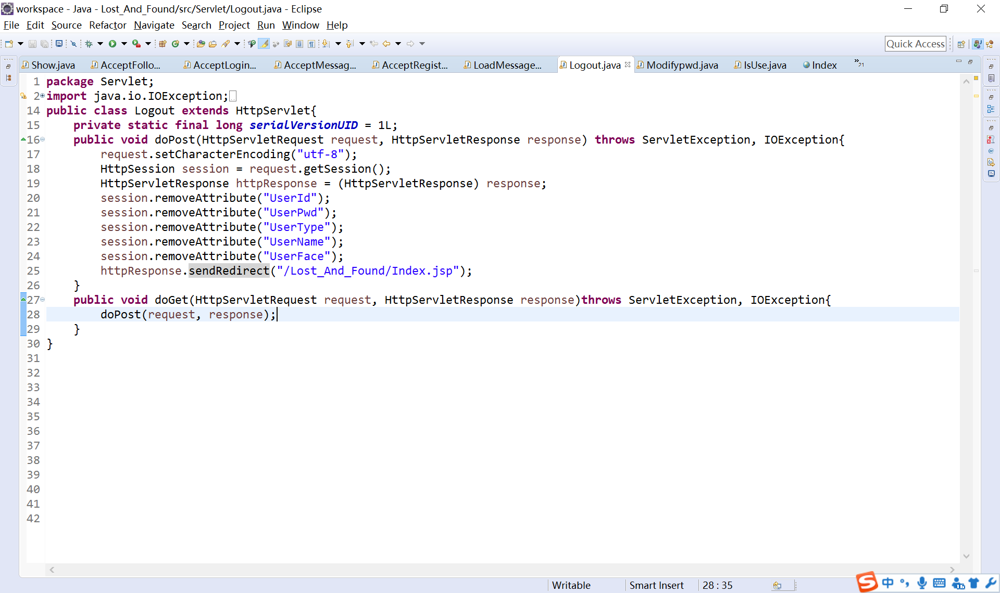 workspace - Java - Lost_And_Found/src/Servlet/Logout.java - Eclipse
File Edit Source Refactor Navigate Search Project Run Window Help
Quick Access
Show.java AcceptFollo... AcceptLogin... AcceptMessag... AcceptRegist... LoadMessage... Logout.java Modifypwd.java IsUse.java Index »21
1 package Servlet;
2 import java.io.IOException;
14 public class Logout extends HttpServlet{
15     private static final long serialVersionUID = 1L;
16     public void doPost(HttpServletRequest request, HttpServletResponse response) throws ServletException, IOException{
17         request.setCharacterEncoding("utf-8");
18         HttpSession session = request.getSession();
19         HttpServletResponse httpResponse = (HttpServletResponse) response;
20         session.removeAttribute("UserId");
21         session.removeAttribute("UserPwd");
22         session.removeAttribute("UserType");
23         session.removeAttribute("UserName");
24         session.removeAttribute("UserFace");
25         httpResponse.sendRedirect("/Lost_And_Found/Index.jsp");
26     }
27     public void doGet(HttpServletRequest request, HttpServletResponse response)throws ServletException, IOException{
28         doPost(request, response);
29     }
30 }
31
32
33
34
35
36
37
38
39
40
41
42
Writable Smart Insert 28 : 35
S 中 16